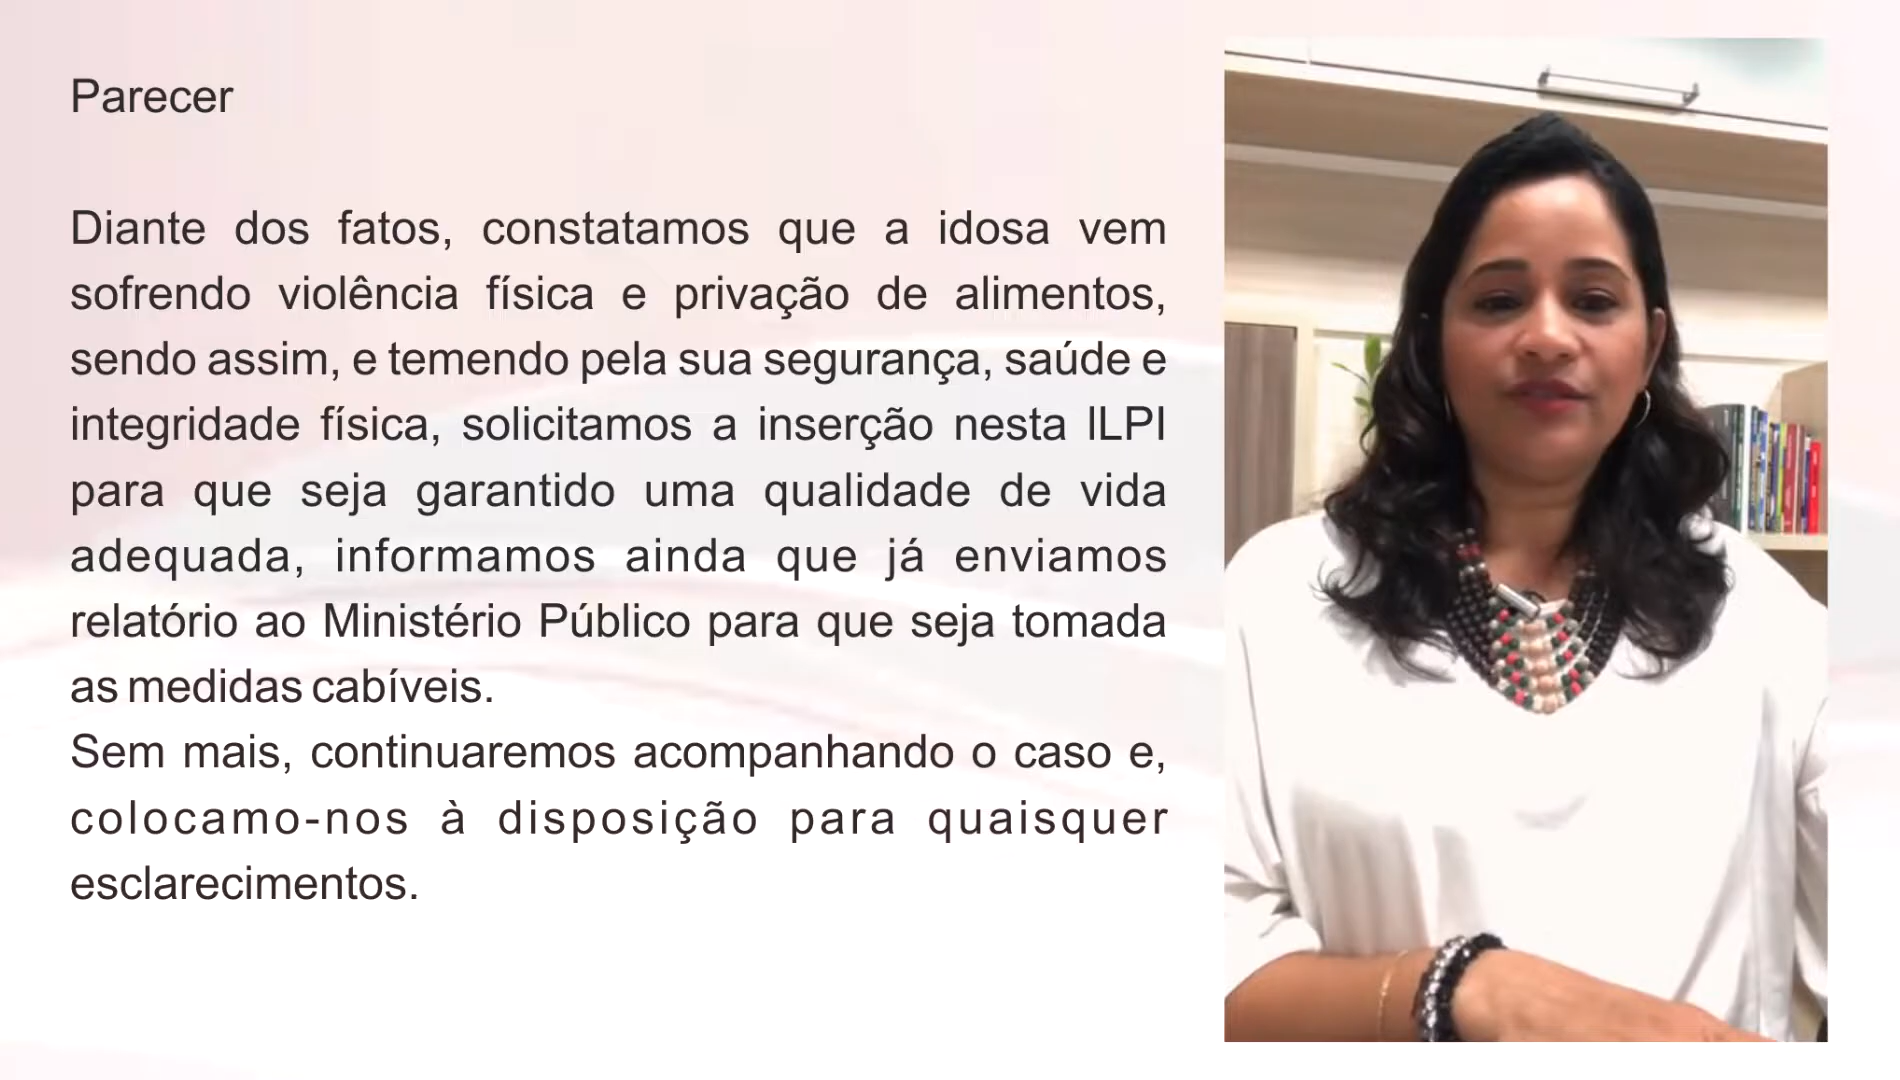 Parecer
Diante dos fatos, constatamos que a idosa vem
sofrendo violência física e privação de alimentos,
sendo assim, e temendo pela sua segurança, saúde e
integridade física, solicitamos a inserção nesta ILPI
para que seja garantido uma qualidade de vida
adequada, informamos ainda que já enviamos
relatório ao Ministério Público para que seja tomada
as medidas cabíveis.
Sem mais, continuaremos acompanhando o caso e,
colocamo-nos à disposição para quaisquer
esclarecimentos.